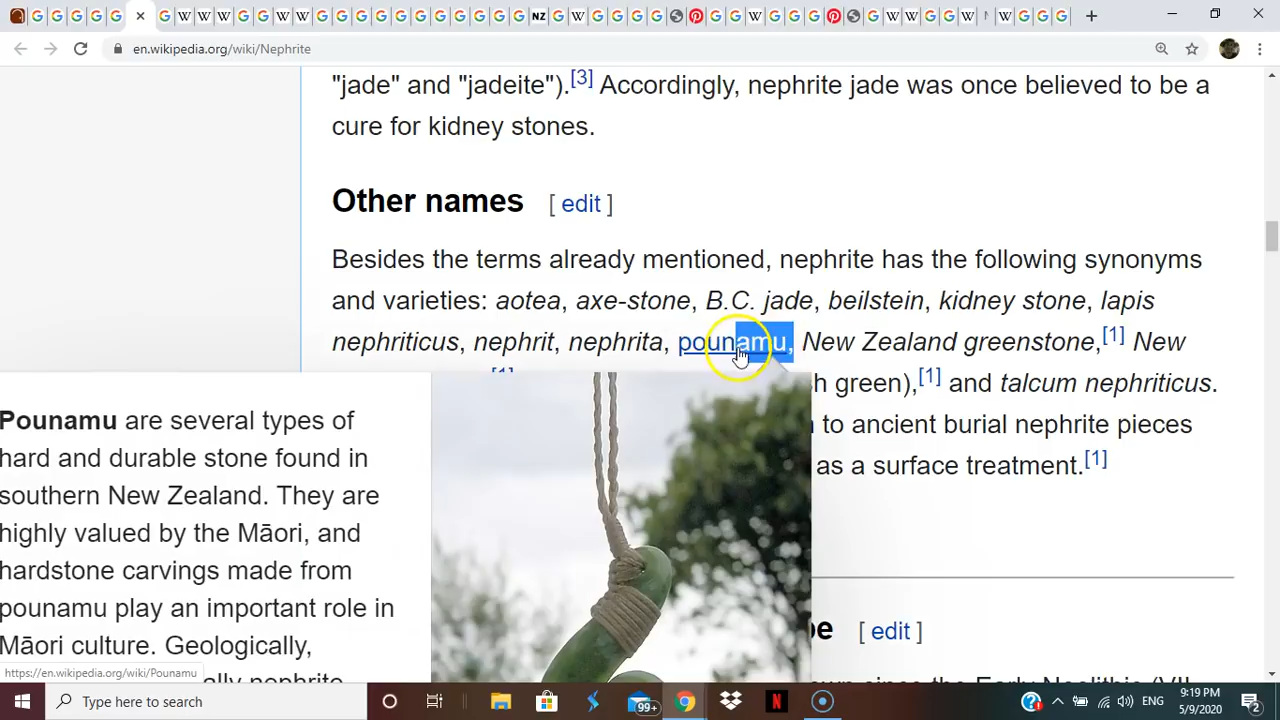 NZ
en.wikipedia.org/wiki/Nephrite
"jade" and "jadeite").[3] Accordingly, nephrite jade was once believed to be a
cure for kidney stones.
Other names [ edit ]
Besides the terms already mentioned, nephrite has the following synonyms
and varieties: aotea, axe-stone, B.C. jade, beilstein, kidney stone, lapis
nephriticus, nephrit, nephrita, pounamu, New Zealand greenstone,[1] New
h green),[1] and talcum nephriticus.
to ancient burial nephrite pieces
as a surface treatment.[1]
Pounamu are several types of
hard and durable stone found in
southern New Zealand. They are
highly valued by the Māori, and
hardstone carvings made from
pounamu play an important role in
Māori culture. Geologically,
nephrite
[ edit ]
https://en.wikipedia.org/wiki/Pounamu
Type here to search
99+
N
ENG
9:19 PM
5/9/2020
2